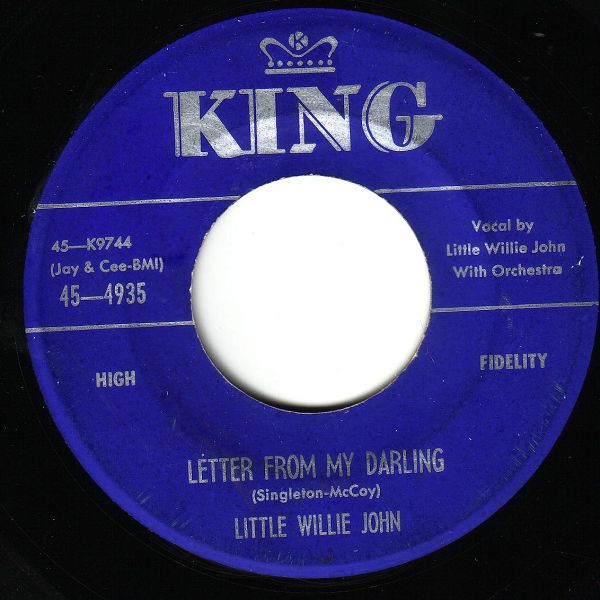 K
KING
45—K9744
(Jay & Cee-BMI)
45—4935
Vocal by
Little Willie John
With Orchestra
HIGH
FIDELITY
LETTER FROM MY DARLING
(Singleton-McCoy)
LITTLE WILLIE JOHN